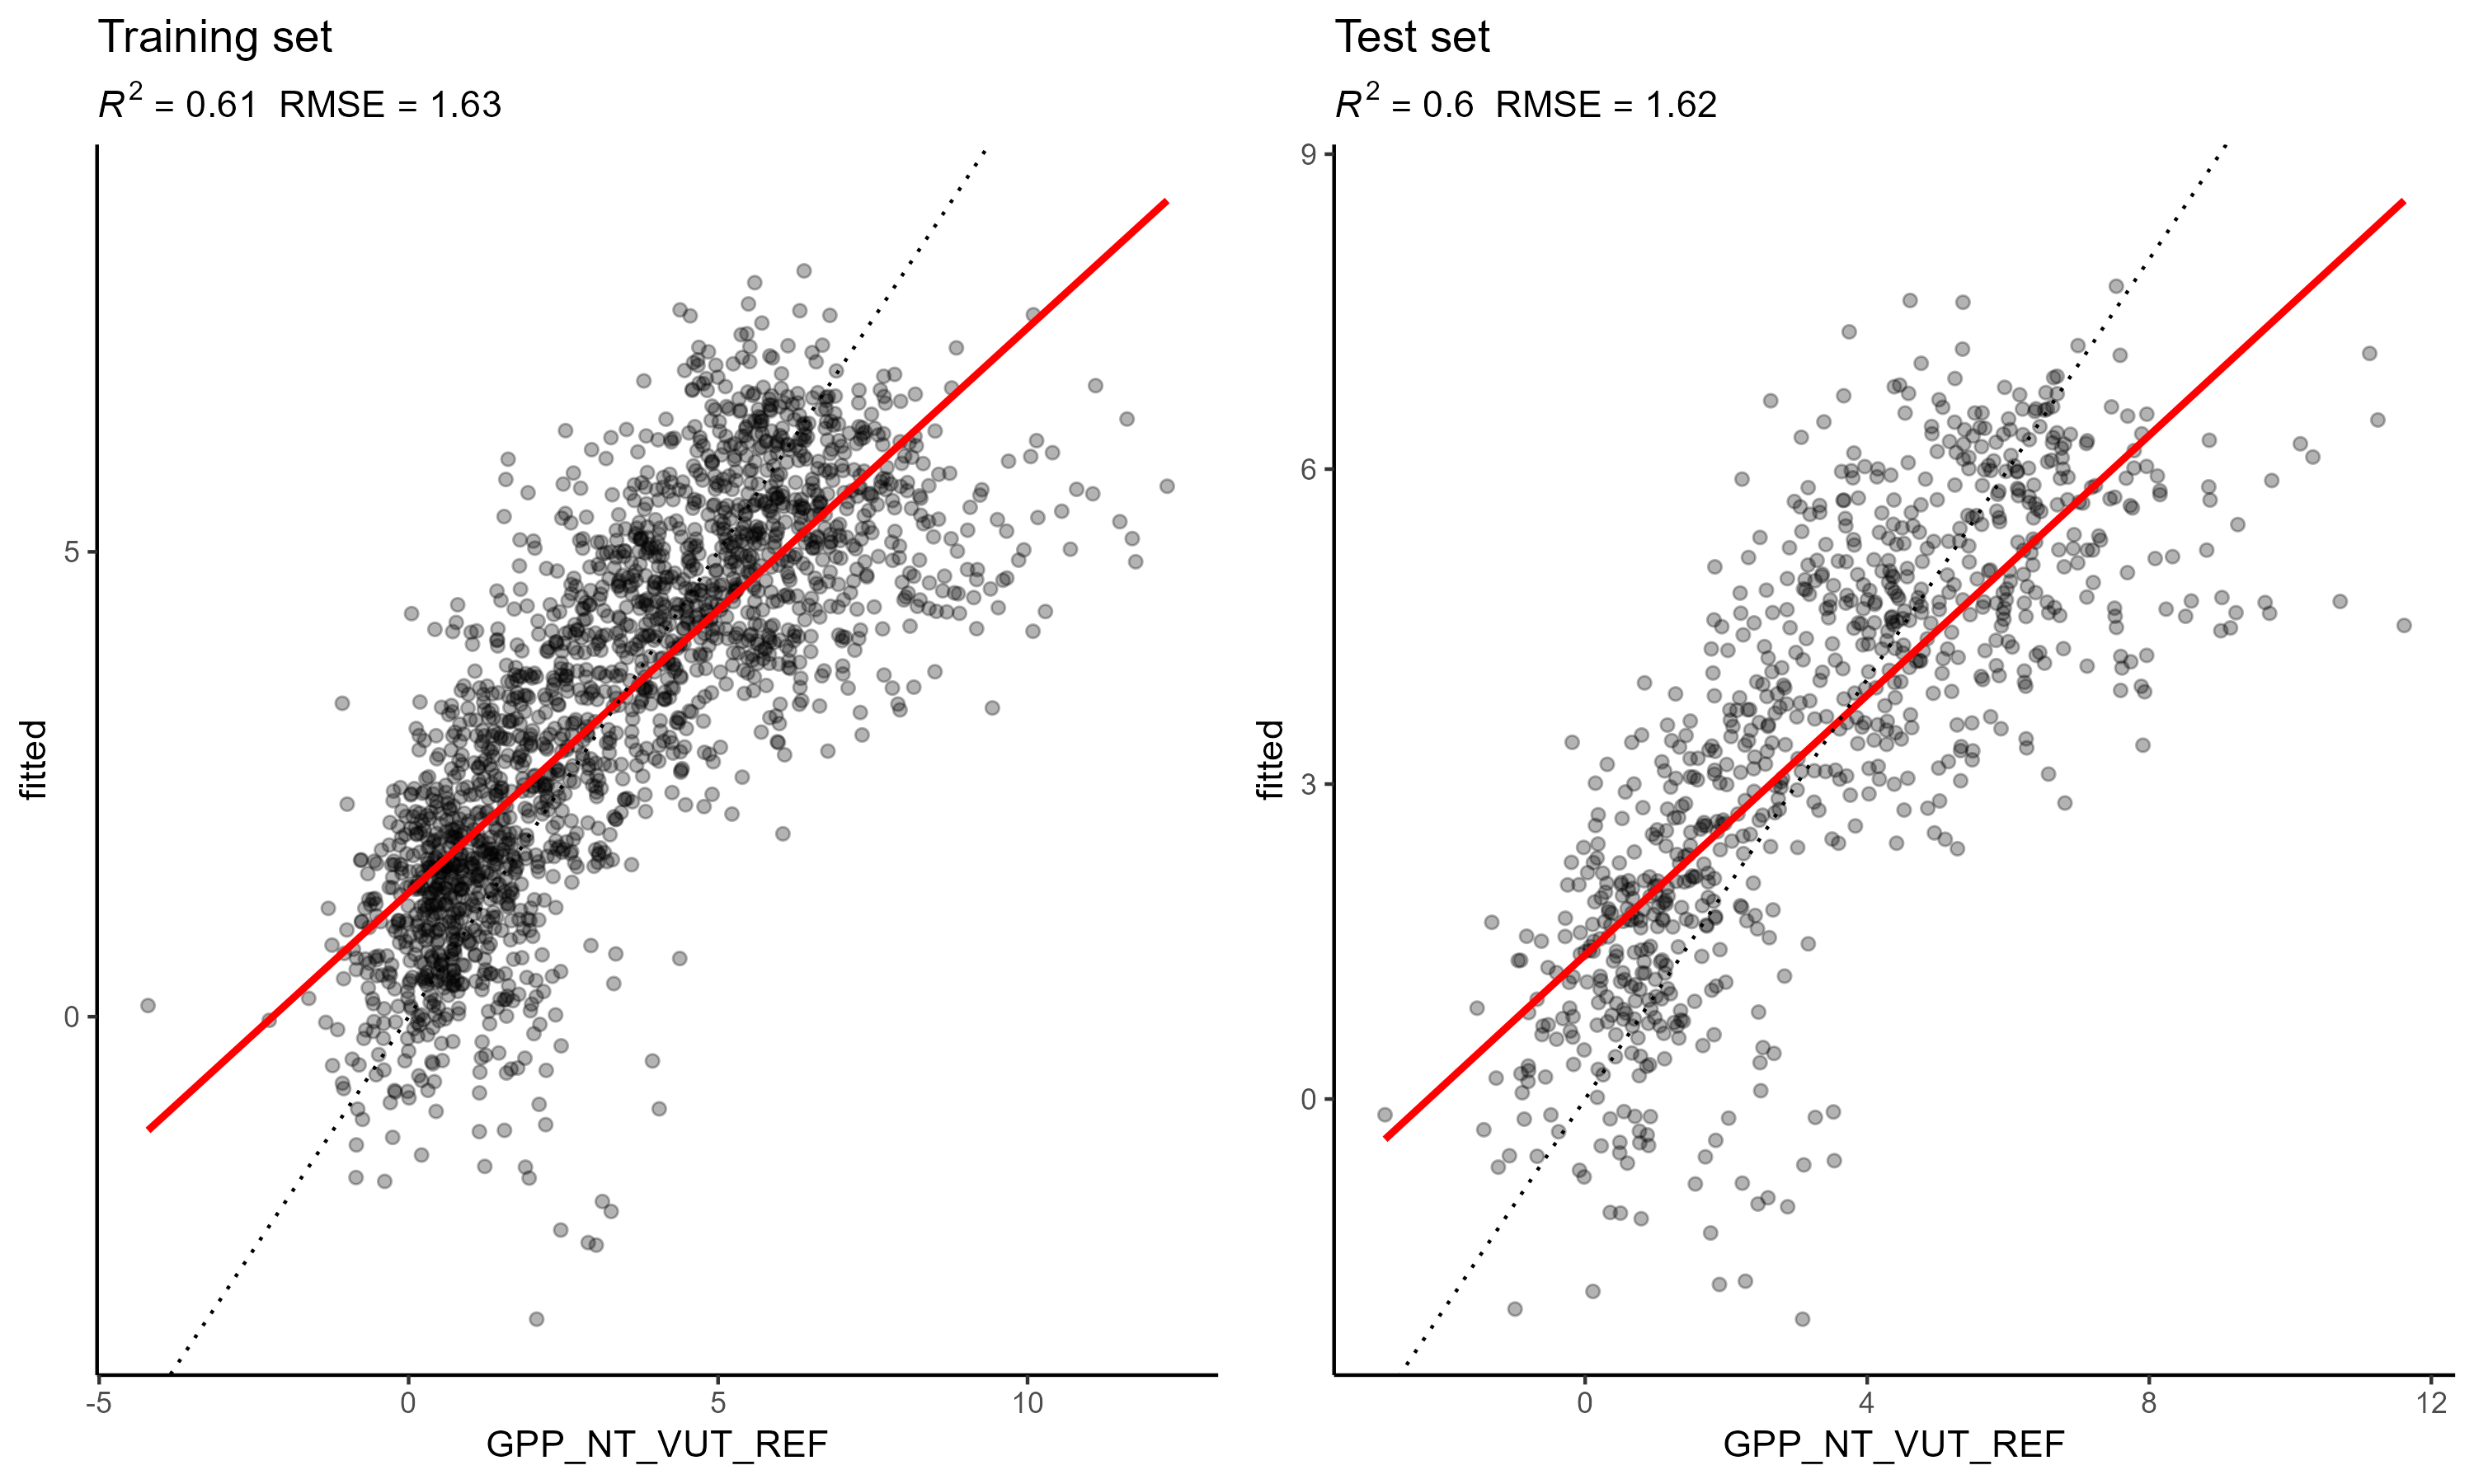 Training set
R² = 0.61 RMSE = 1.63
fitted
5
0
-5 0 5 10
GPP_NT_VUT_REF
Test set
R² = 0.6 RMSE = 1.62
fitted
9
6
3
0
0 4 8 12
GPP_NT_VUT_REF